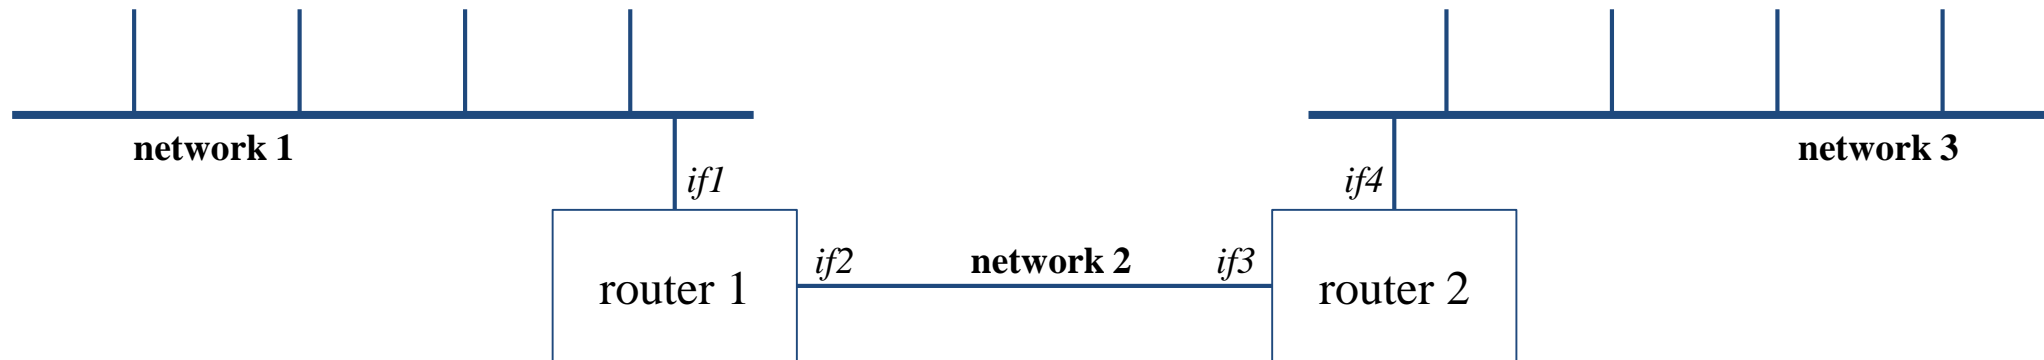 network 1
network 3
if1
if4
if2
network 2
if3
router 1
router 2